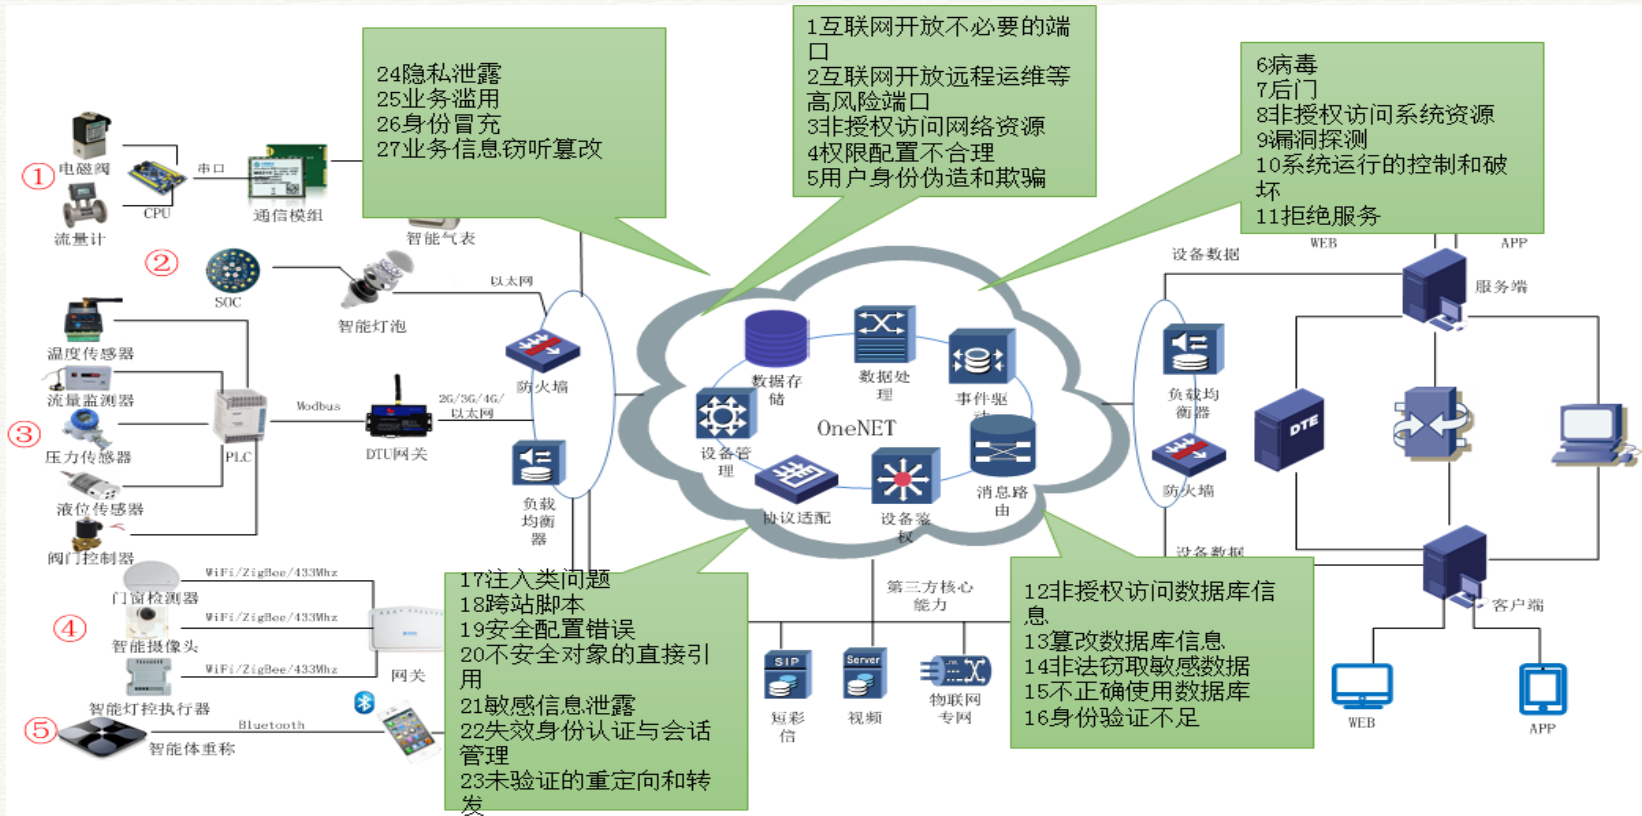 24隐私泄露
25业务滥用
26身份冒充
27业务信息窃听篡改
1互联网开放不必要的端
口
2互联网开放远程运维等
高风险端口
3非授权访问网络资源
4权限配置不合理
5用户身份伪造和欺骗
6病毒
7后门
8非授权访问系统资源
9漏洞探测
10系统运行的控制和破
坏
11拒绝服务
①
电磁阀
流量计
CPU
串口
通信模组
智能气表
②
SOC
智能灯泡
以太网
③
温度传感器
流量监测器
压力传感器
液位传感器
阀门控制器
PLC
Modbus
DTU网关
2G/3G/4G/
以太网
防火墙
负载
均衡
器
④
门窗检测器
WiFi/ZigBee/433Mhz
智能摄像头
WiFi/ZigBee/433Mhz
智能灯控执行器
WiFi/ZigBee/433Mhz
网关
⑤
智能体重称
Bluetooth
数据存
储
数据处
理
事件驱
动
设备管
理
OneNET
消息路
由
协议适配
设备鉴
权
17注入类问题
18跨站脚本
19安全配置错误
20不安全对象的直接引
用
21敏感信息泄露
22失效身份认证与会话
管理
23未验证的重定向和转
发
第三方核心
能力
SIP
短彩
信
Server
视频
物联网
专网
12非授权访问数据库信
息
13篡改数据库信息
14非法窃取敏感数据
15不正确使用数据库
16身份验证不足
设备数据
WEB
APP
服务端
负载均
衡器
防火墙
DTE
设备数据
客户端
WEB
APP